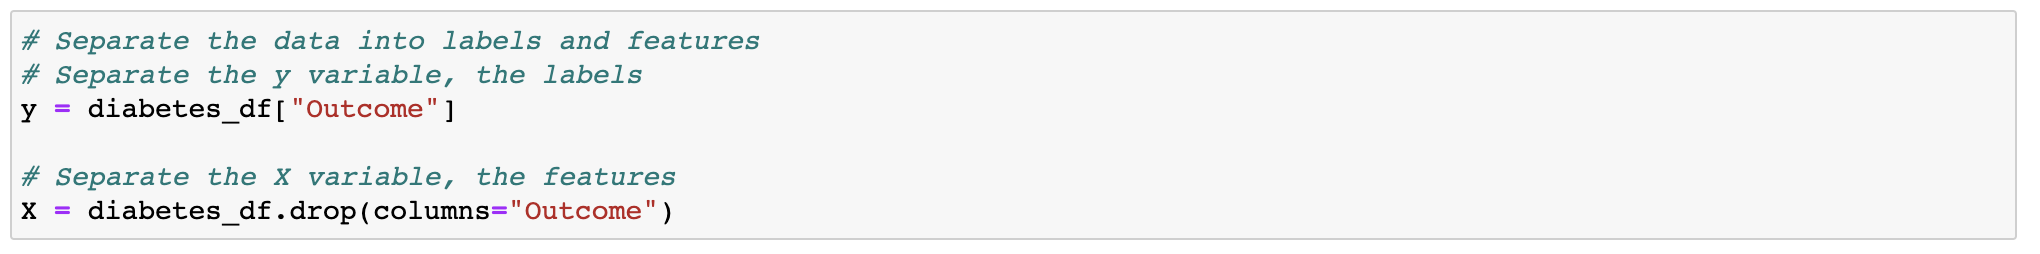 # Separate the data into labels and features
# Separate the y variable, the labels
y = diabetes_df["Outcome"]

# Separate the X variable, the features
X = diabetes_df.drop(columns="Outcome")